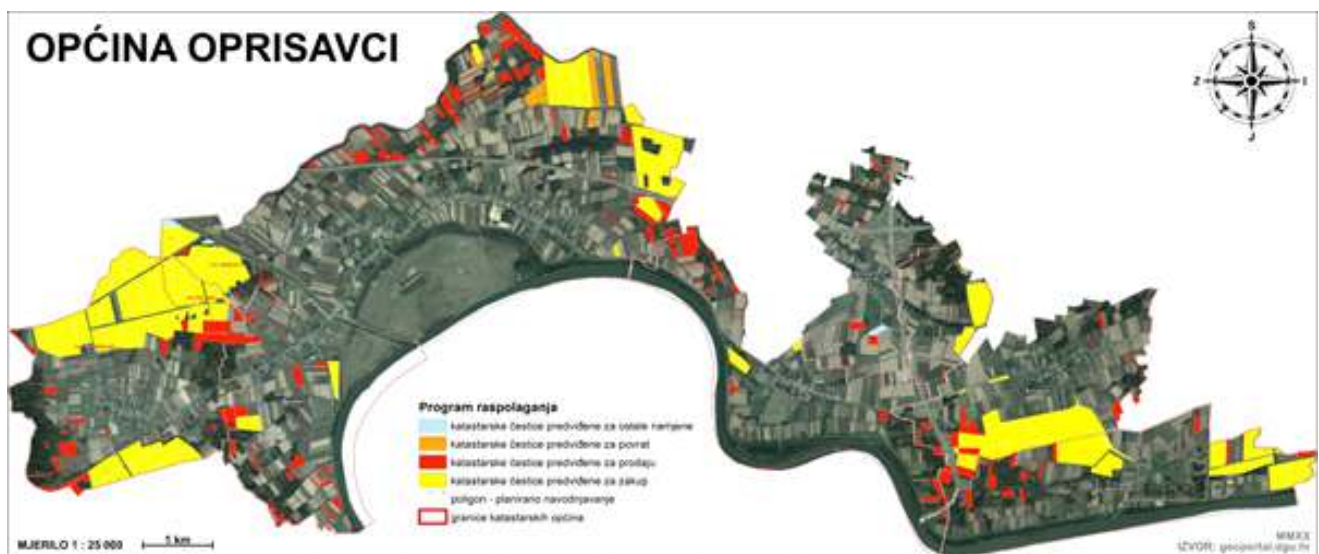 OPĆINA OPRISAVCI
S
Z
I
J
Program raspolaganja
katastarske čestice predviđene za ostale namjene
katastarske čestice predviđene za povrat
katastarske čestice predviđene za prodaju
katastarske čestice predviđene za zakup
poligon - planirano navodnjavanje
granice katastarskih općina
MJERILO 1 : 25 000
1 km
MMXX
IZVOR: geoportal.dgu.hr